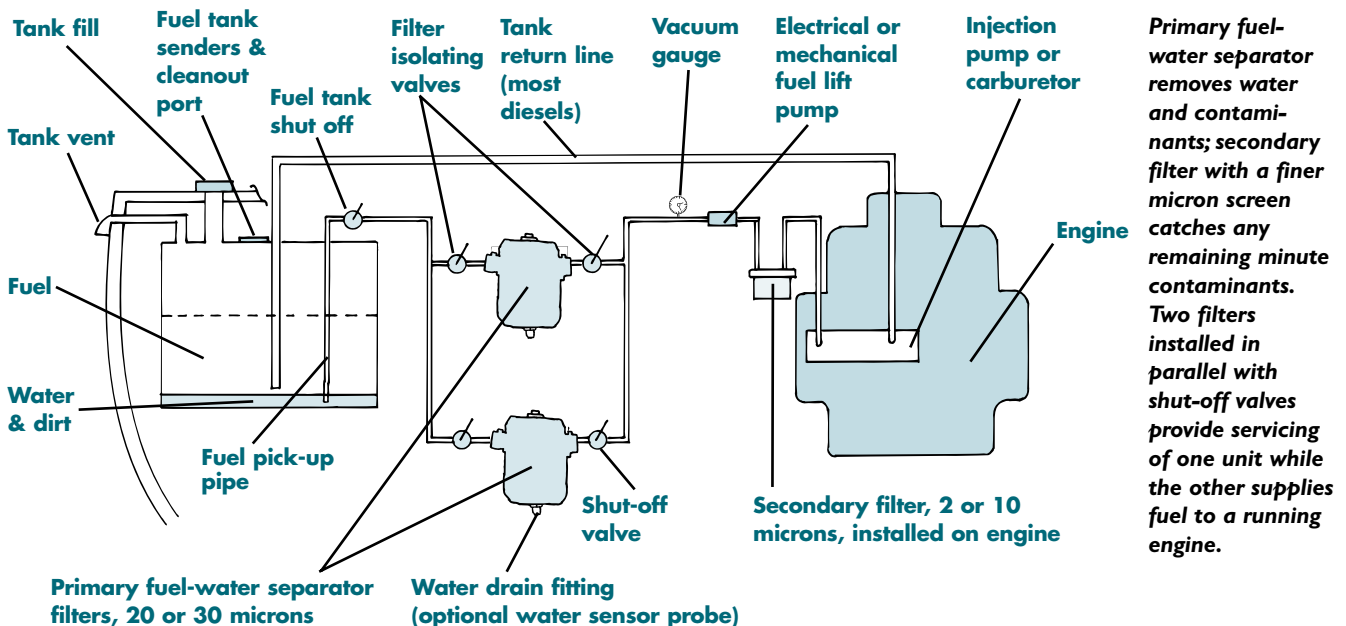 Tank fill
Fuel tank
senders &
cleanout
port
Filter
isolating
valves
Tank
return line
(most
diesels)
Vacuum
gauge
Electrical or
mechanical
fuel lift
pump
Injection
pump or
carburetor
Fuel tank
shut off
Tank vent
Engine
Fuel
Water
& dirt
Fuel pick-up
pipe
Shut-off
valve
Secondary filter, 2 or 10
microns, installed on engine
Primary fuel-water separator
filters, 20 or 30 microns
Water drain fitting
(optional water sensor probe)
Primary fuel-
water separator
removes water
and contami-
nants; secondary
filter with a finer
micron screen
catches any
remaining minute
contaminants.
Two filters
installed in
parallel with
shut-off valves
provide servicing
of one unit while
the other supplies
fuel to a running
engine.